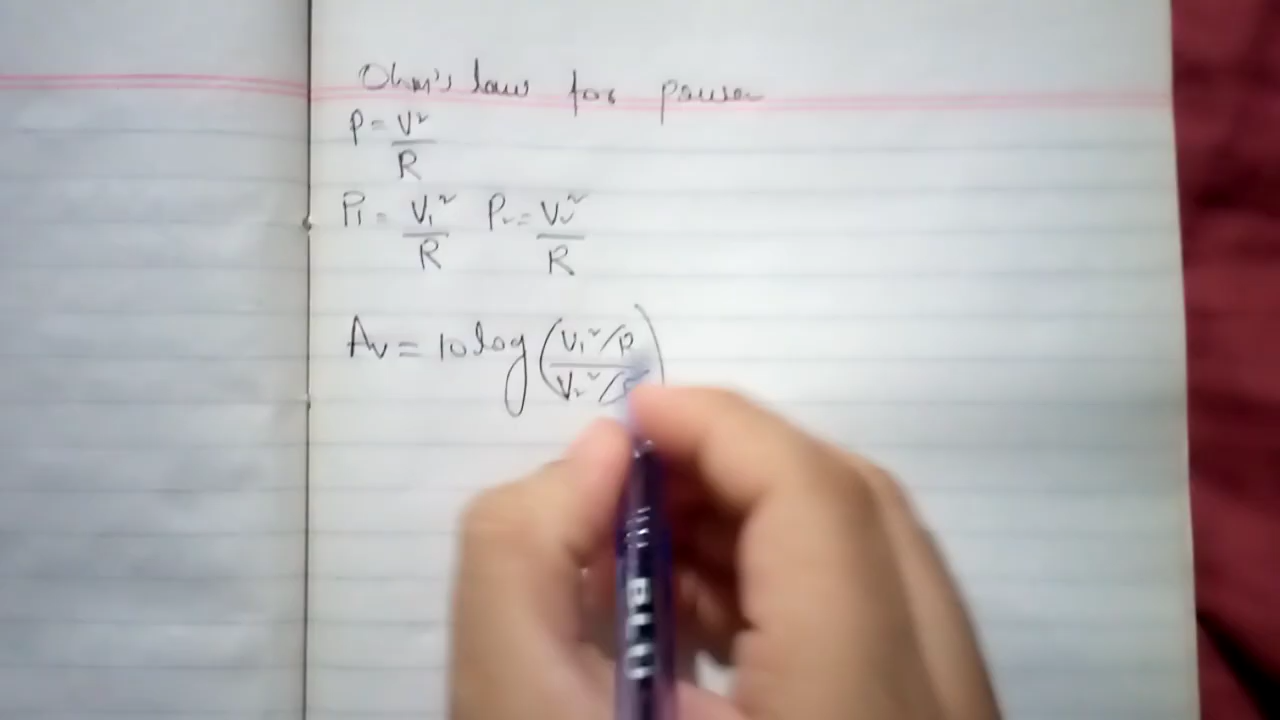 Ohm's law for power
P = V²/R
P₁ = V₁²/R P₂ = V₂²/R
Av = 10 log (V₁²/R / V₂²/R)